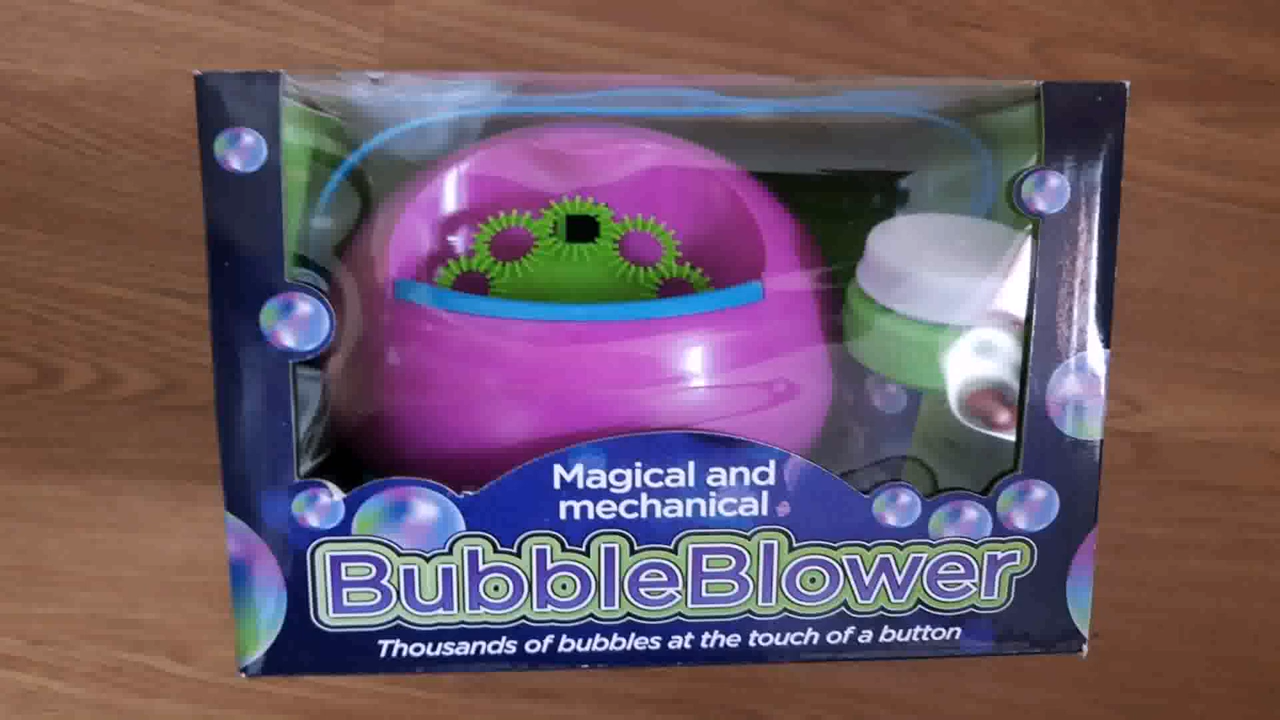 Magical and
mechanical
BubbleBlower
Thousands of bubbles at the touch of a button